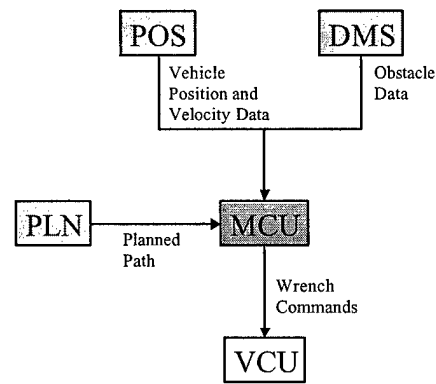 POS
DMS
Vehicle
Position and
Velocity Data
Obstacle
Data
PLN
MCU
Planned
Path
Wrench
Commands
VCU